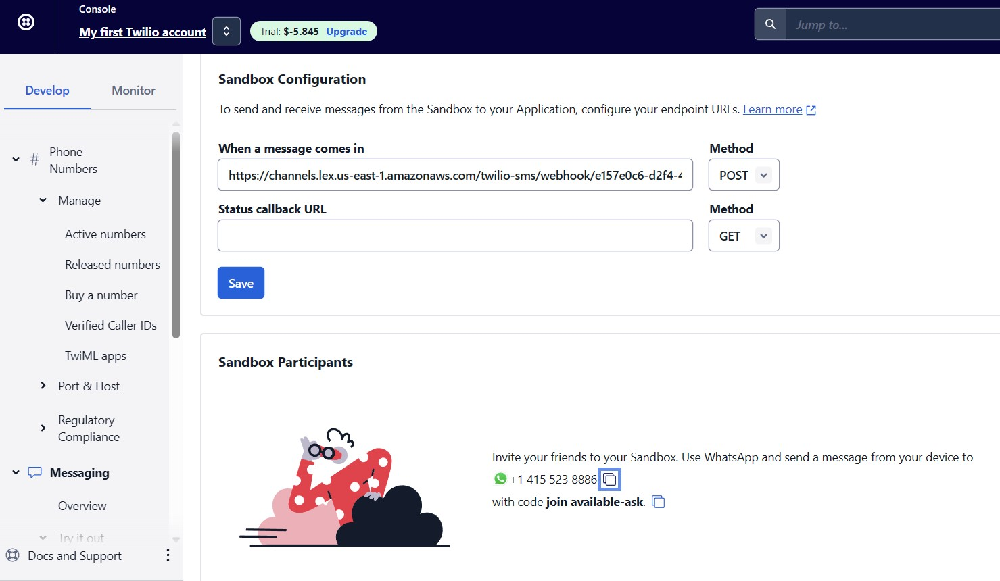 Console
My first Twilio account
Trial: $-5.845 Upgrade
Jump to...
Develop
Monitor
Phone
Numbers
Manage
Active numbers
Released numbers
Buy a number
Verified Caller IDs
TwiML apps
Port & Host
Regulatory
Compliance
Messaging
Overview
Try it out
Docs and Support
Sandbox Configuration
To send and receive messages from the Sandbox to your Application, configure your endpoint URLs. Learn more
When a message comes in
Method
https://channels.lex.us-east-1.amazonaws.com/twilio-sms/webhook/e157e0c6-d2f4-4
POST
Status callback URL
Method
GET
Save
Sandbox Participants
Invite your friends to your Sandbox. Use WhatsApp and send a message from your device to
+1 415 523 8886
with code join available-ask.